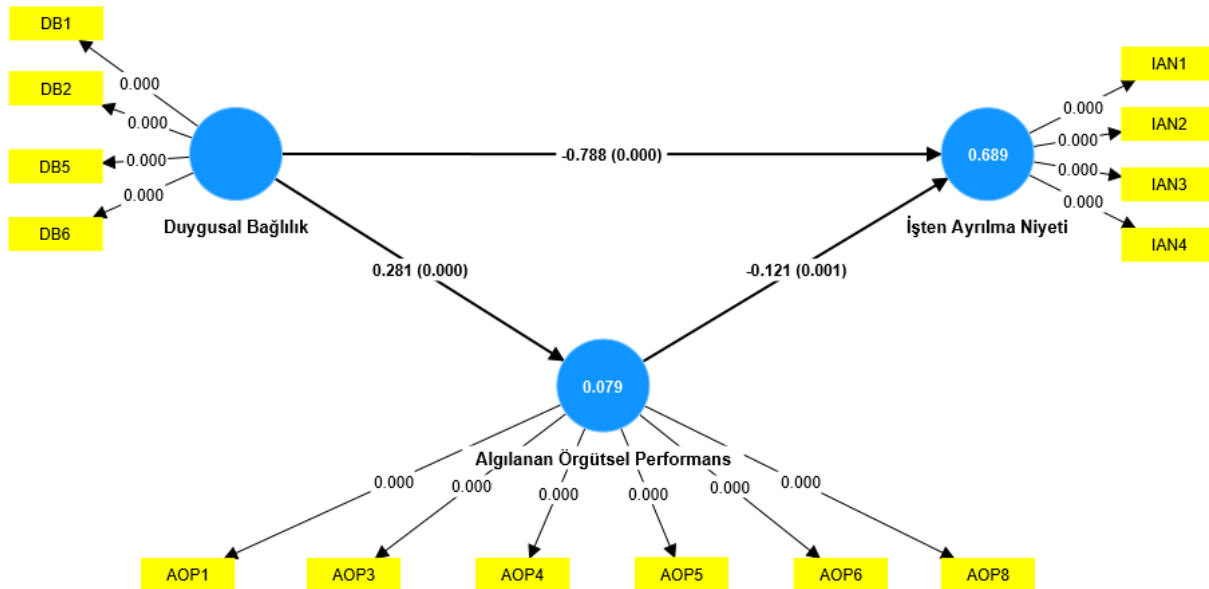 DB1
DB2
DB5
DB6
0.000
0.000
0.000
0.000
Duygusal Bağlılık
-0.788 (0.000)
0.689
İşten Ayrılma Niyeti
0.000
0.000
0.000
0.000
IAN1
IAN2
IAN3
IAN4
0.281 (0.000)
-0.121 (0.001)
0.079
Algılanan Örgütsel Performans
0.000
0.000
0.000
0.000
0.000
0.000
AOP1
AOP3
AOP4
AOP5
AOP6
AOP8